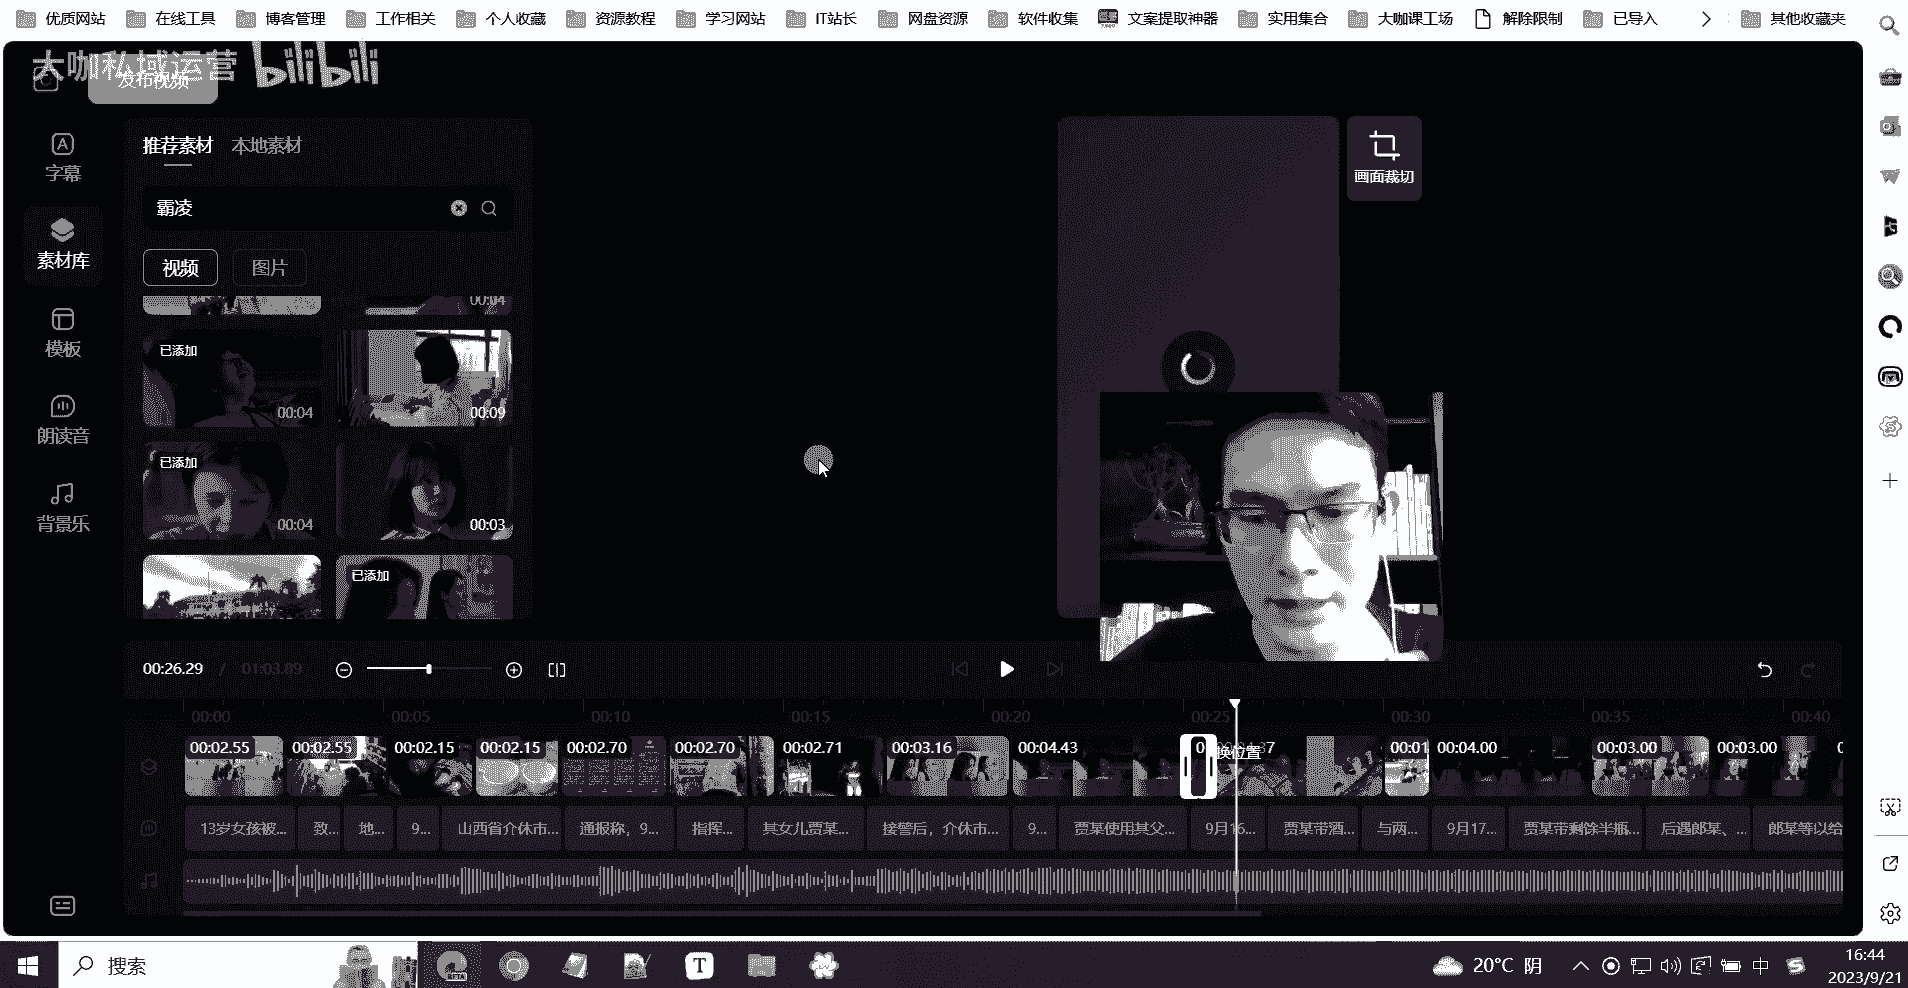 优质网站
在线工具
博客管理
工作相关
个人收藏
资源教程
学习网站
IT站长
网盘资源
软件收集
文案提取神器
实用集合
大咖课工场
解除限制
已导入
其他收藏夹
大咖私域运营 bilibili
发布视频
字幕
素材库
模板
朗读音
背景乐
推荐素材 本地素材
霸凌
视频 图片
00:04
已添加
00:04
00:09
已添加
00:04
00:03
已添加
画面裁切
00:26.29 / 01:03.89
00:00 00:05 00:10 00:15 00:20 00:25 00:30 00:35 00:40
00:02.55 00:02.55 00:02.15 00:02.15 00:02.70 00:02.70 00:02.71 00:03.16 00:04.43 换位置 00:01 00:04.00 00:03.00 00:03.00
13岁女孩被... 致... 地... 9... 山西省介休市... 通报称，9... 指挥... 其女儿贾某... 接警后，介休市... 9... 贾某使用其父... 9月16... 贾某带酒... 与两... 9月17... 贾某带剩馀半瓶... 后遇郎某、... 郎某等以给
搜索
BETA
T
20°C 阴
中
16:44
2023/9/21